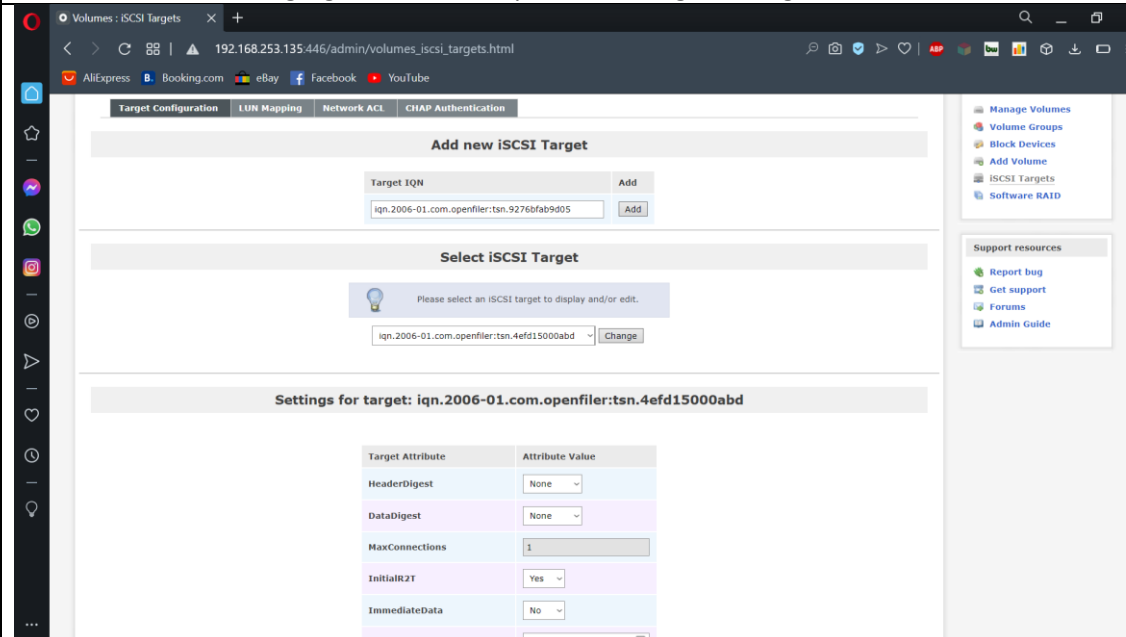 Volumes : iSCSI Targets
192.168.253.135:446/admin/volumes_iscsi_targets.html
ABP
bw
AliExpress
B. Booking.com
eBay
Facebook
YouTube
Target Configuration
LUN Mapping
Network ACL
CHAP Authentication
Add new iSCSI Target
Target IQN
Add
iqn.2006-01.com.openfiler:tsn.9276bfab9d05
Add
Select iSCSI Target
Please select an iSCSI target to display and/or edit.
iqn.2006-01.com.openfiler:tsn.4efd15000abd
Change
Settings for target: iqn.2006-01.com.openfiler:tsn.4efd15000abd
Target Attribute
Attribute Value
HeaderDigest
None
DataDigest
None
MaxConnections
1
InitialR2T
Yes
ImmediateData
No
Manage Volumes
Volume Groups
Block Devices
Add Volume
iSCSI Targets
Software RAID
Support resources
Report bug
Get support
Forums
Admin Guide